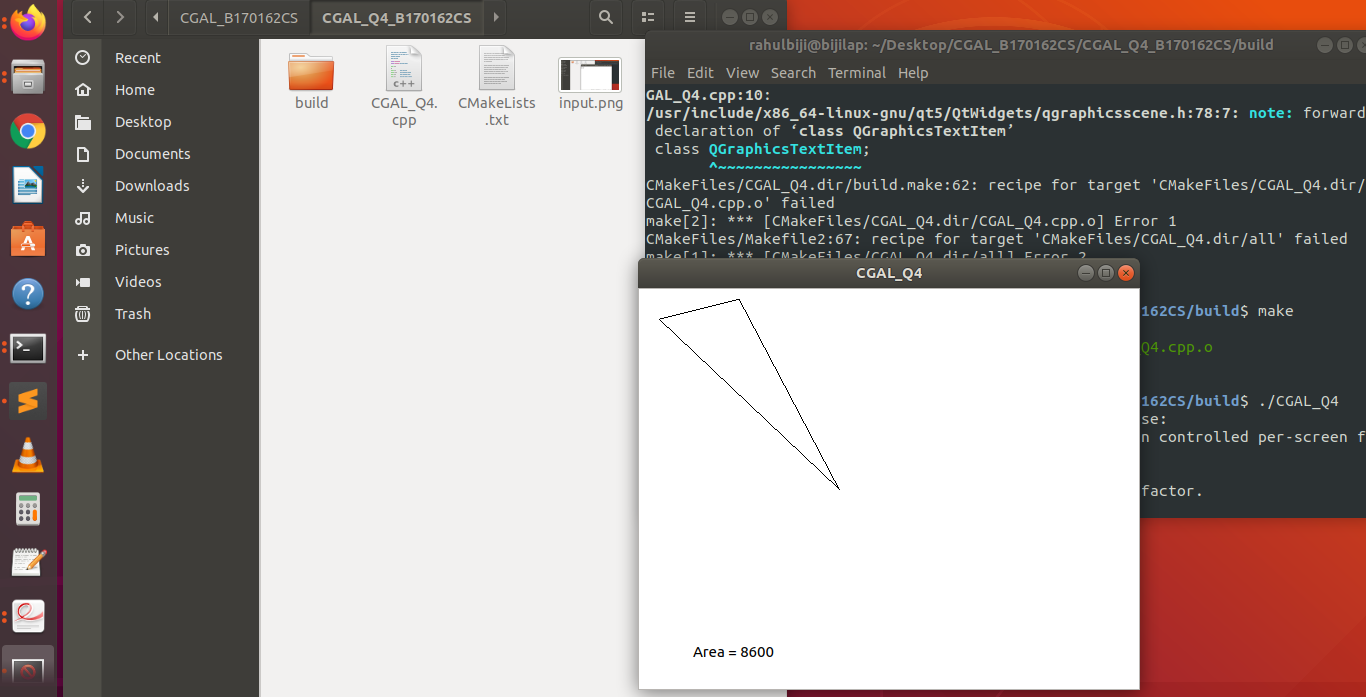 CGAL_B170162CS
CGAL_Q4_B170162CS
Recent
Home
Desktop
Documents
Downloads
Music
Pictures
Videos
Trash
Other Locations
build
CGAL_Q4.
cpp
CMakeLists
.txt
input.png
c++
rahulbiji@bijilap: ~/Desktop/CGAL_B170162CS/CGAL_Q4_B170162CS/build
File Edit View Search Terminal Help
GAL_Q4.cpp:10:
/usr/include/x86_64-linux-gnu/qt5/QtWidgets/qgraphicsscene.h:78:7: note: forward
declaration of ‘class QGraphicsTextItem’
class QGraphicsTextItem;
^~~~~~~~~~~~~~~~~
CMakeFiles/CGAL_Q4.dir/build.make:62: recipe for target 'CMakeFiles/CGAL_Q4.dir/
CGAL_Q4.cpp.o' failed
make[2]: *** [CMakeFiles/CGAL_Q4.dir/CGAL_Q4.cpp.o] Error 1
CMakeFiles/Makefile2:67: recipe for target 'CMakeFiles/CGAL_Q4.dir/all' failed
make[1]: *** [CMakeFiles/CGAL_Q4.dir/all] Error 2
162CS/build$ make
Q4.cpp.o
162CS/build$ ./CGAL_Q4
se:
n controlled per-screen f
factor.
CGAL_Q4
Area = 8600